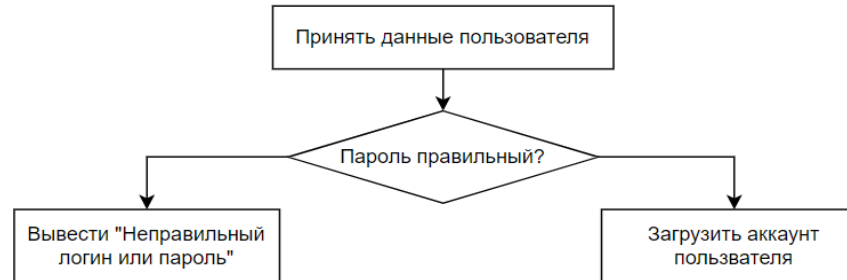 Принять данные пользователя
Пароль правильный?
Вывести "Неправильный
логин или пароль"
Загрузить аккаунт
пользвателя